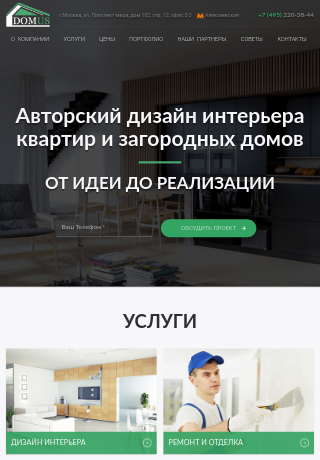 DOMUS
г.Москва, ул. Проспект мира, дом 102, стр. 12, офис 5.3
Алексеевская
+7 (495) 220-38-44
О КОМПАНИИ УСЛУГИ ЦЕНЫ ПОРТФОЛИО НАШИ ПАРТНЕРЫ СОВЕТЫ КОНТАКТЫ
Авторский дизайн интерьера
квартир и загородных домов
ОТ ИДЕИ ДО РЕАЛИЗАЦИИ
Ваш Телефон *
ОБСУДИТЬ ПРОЕКТ
УСЛУГИ
ДИЗАЙН ИНТЕРЬЕРА
РЕМОНТ И ОТДЕЛКА